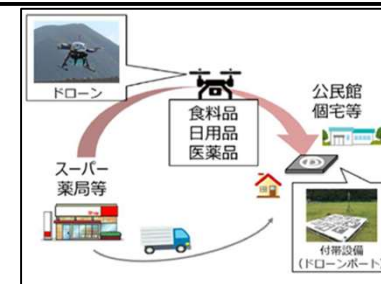 ドローン
食料品
日用品
医薬品
公民館
個宅等
スーパー
薬局等
付帯設備
(ドローンポート)